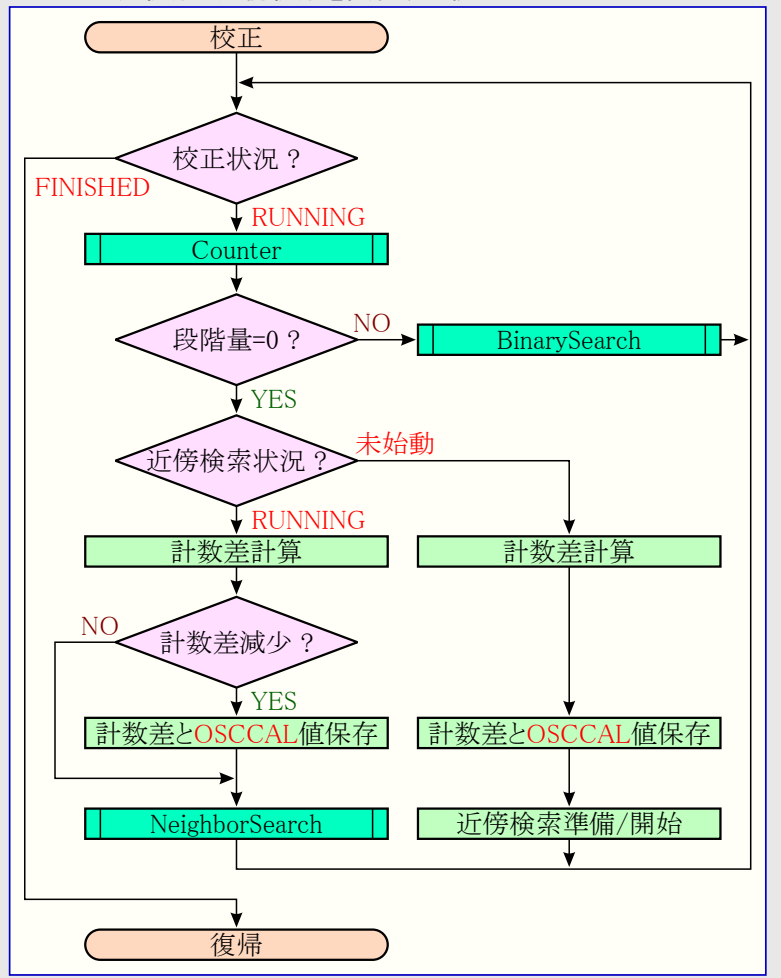 校正
校正状況 ?
FINISHED
RUNNING
Counter
段階量=0 ?
NO
BinarySearch
YES
近傍検索状況 ?
未始動
RUNNING
計数差計算
計数差計算
NO
計数差減少 ?
YES
計数差とOSCCAL値保存
計数差とOSCCAL値保存
NeighborSearch
近傍検索準備/開始
復帰